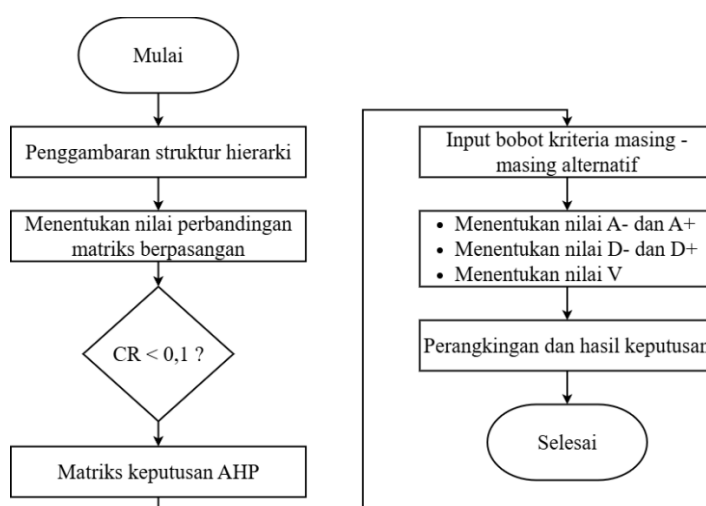 Mulai
Penggambaran struktur hierarki
Menentukan nilai perbandingan
matriks berpasangan
CR < 0,1 ?
Matriks keputusan AHP
Input bobot kriteria masing -
masing alternatif
• Menentukan nilai A- dan A+
• Menentukan nilai D- dan D+
• Menentukan nilai V
Perangkingan dan hasil keputusan
Selesai